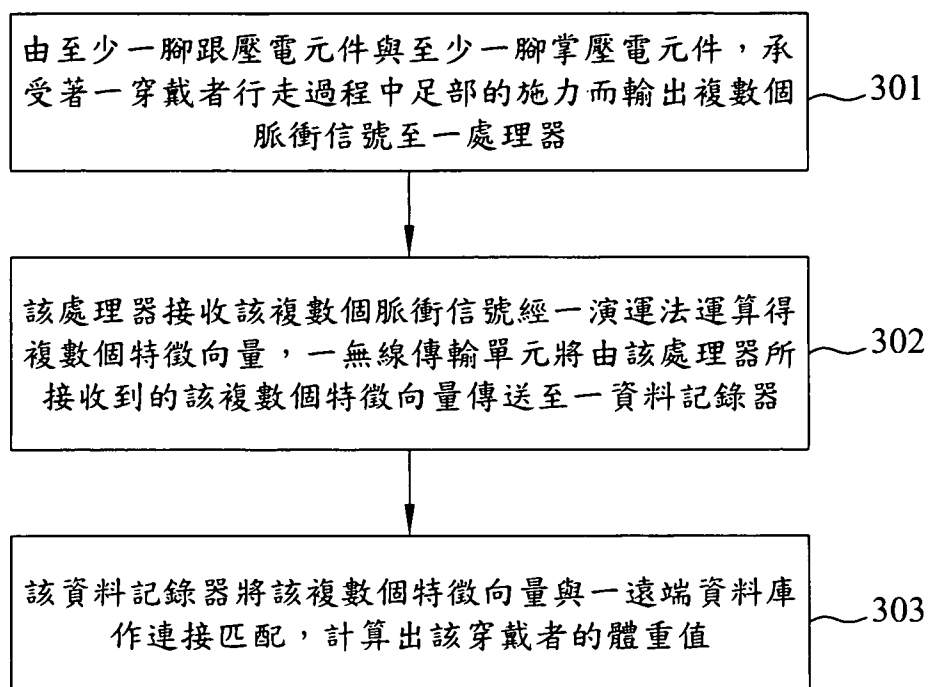 由至少一腳跟壓電元件與至少一腳掌壓電元件，承
受著一穿戴者行走過程中足部的施力而輸出複數個
脈衝信號至一處理器
301
該處理器接收該複數個脈衝信號經一演運法運算得
複數個特徵向量，一無線傳輸單元將由該處理器所
接收到的該複數個特徵向量傳送至一資料記錄器
302
該資料記錄器將該複數個特徵向量與一遠端資料庫
作連接匹配，計算出該穿戴者的體重值
303